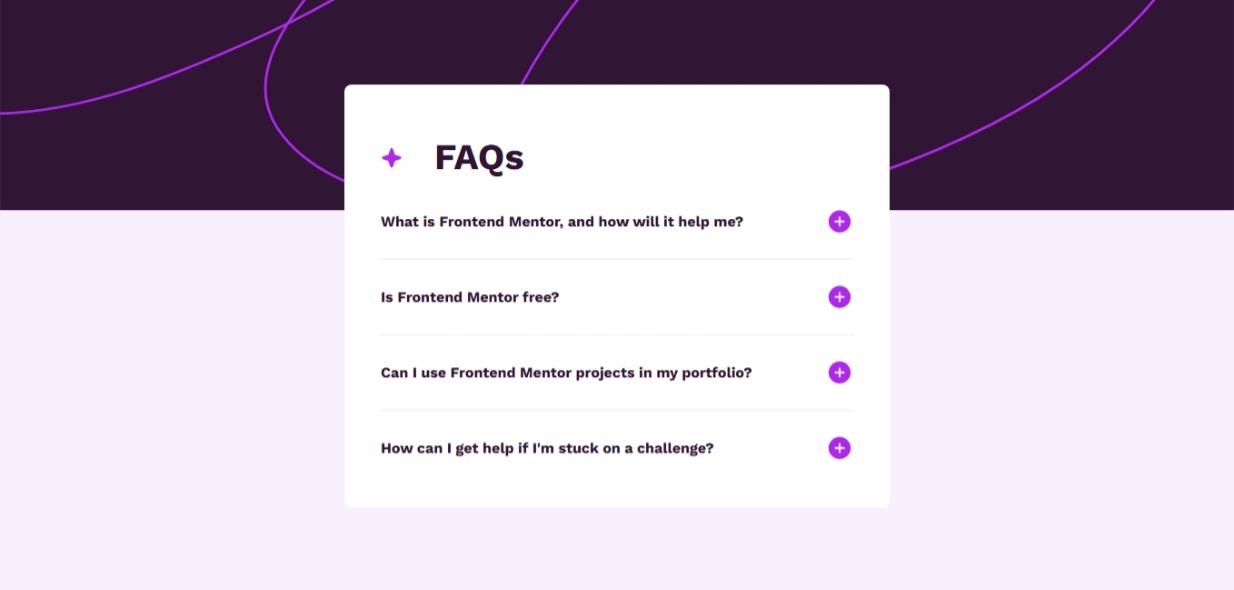 FAQs
What is Frontend Mentor, and how will it help me?
Is Frontend Mentor free?
Can I use Frontend Mentor projects in my portfolio?
How can I get help if I'm stuck on a challenge?